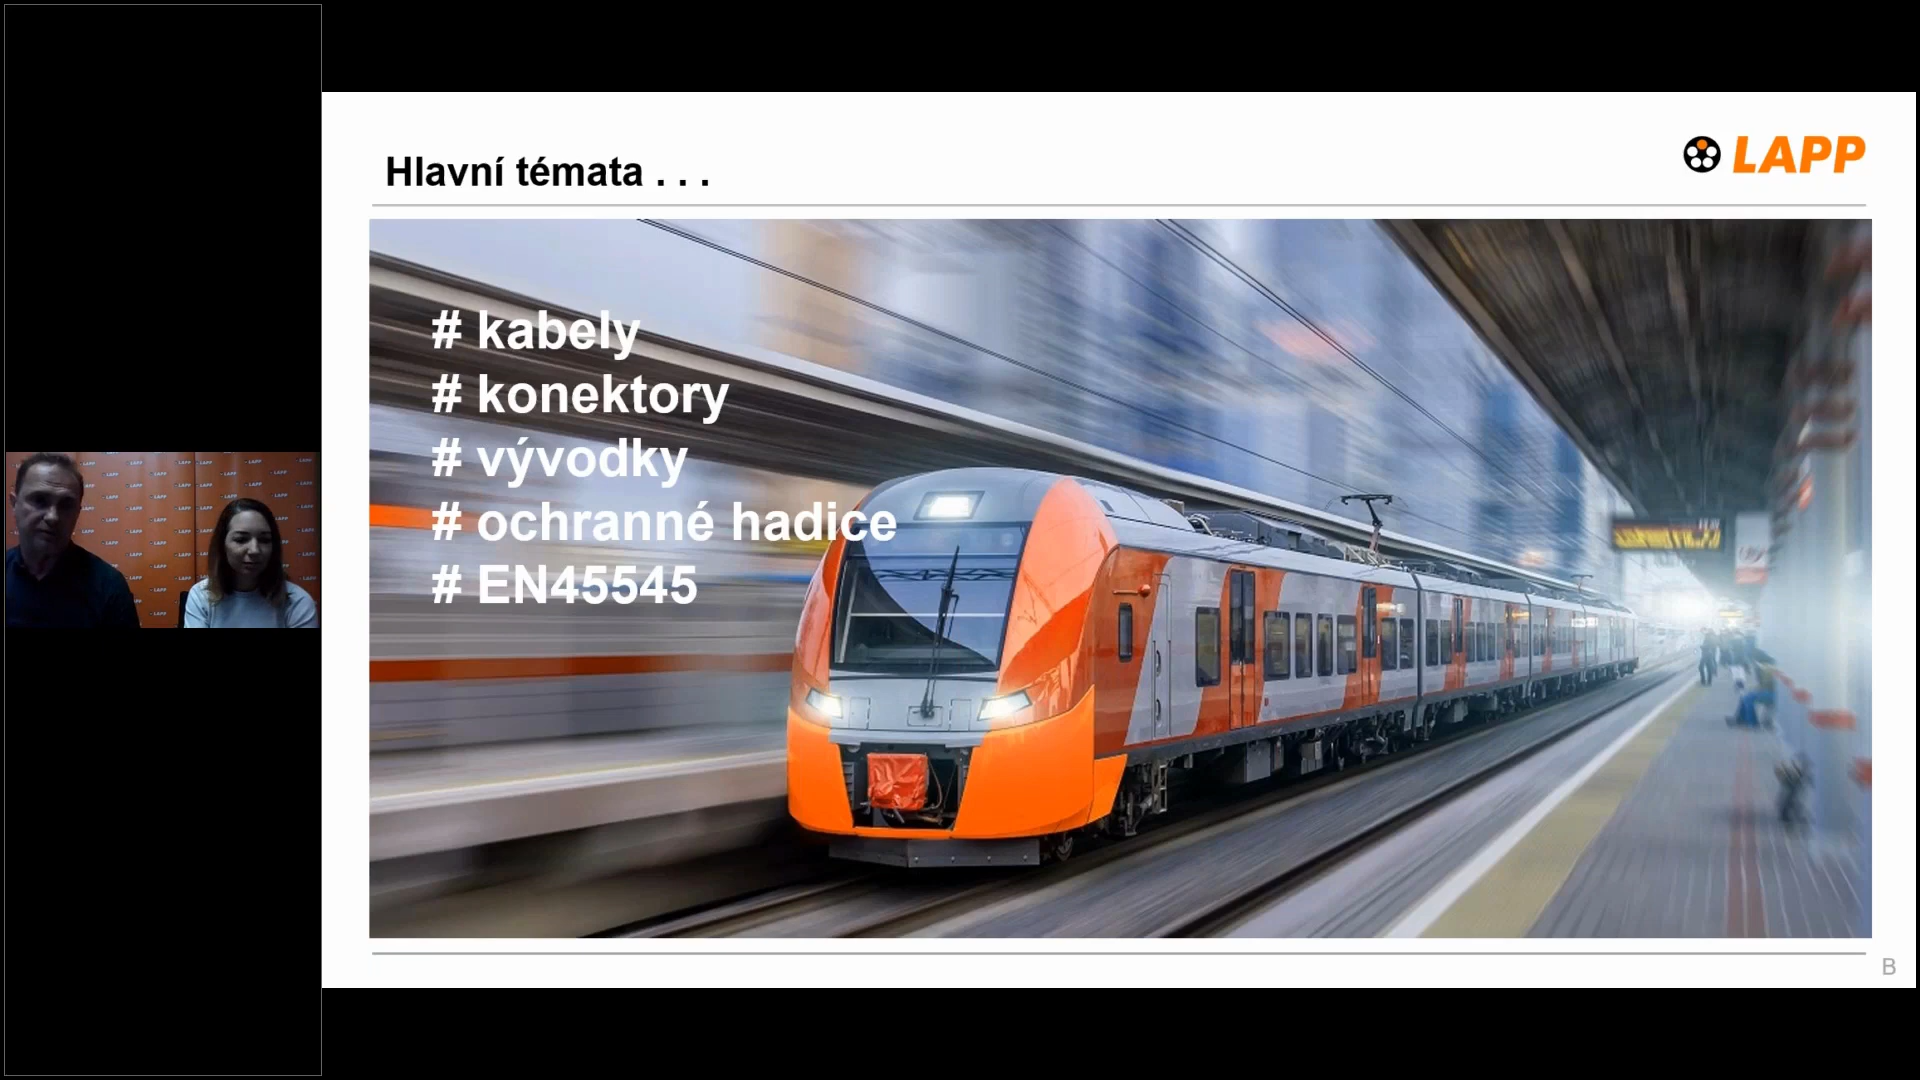 Hlavní témata . . .
LAPP
# kabely
# konektory
# vývodky
# ochranné hadice
# EN45545
B